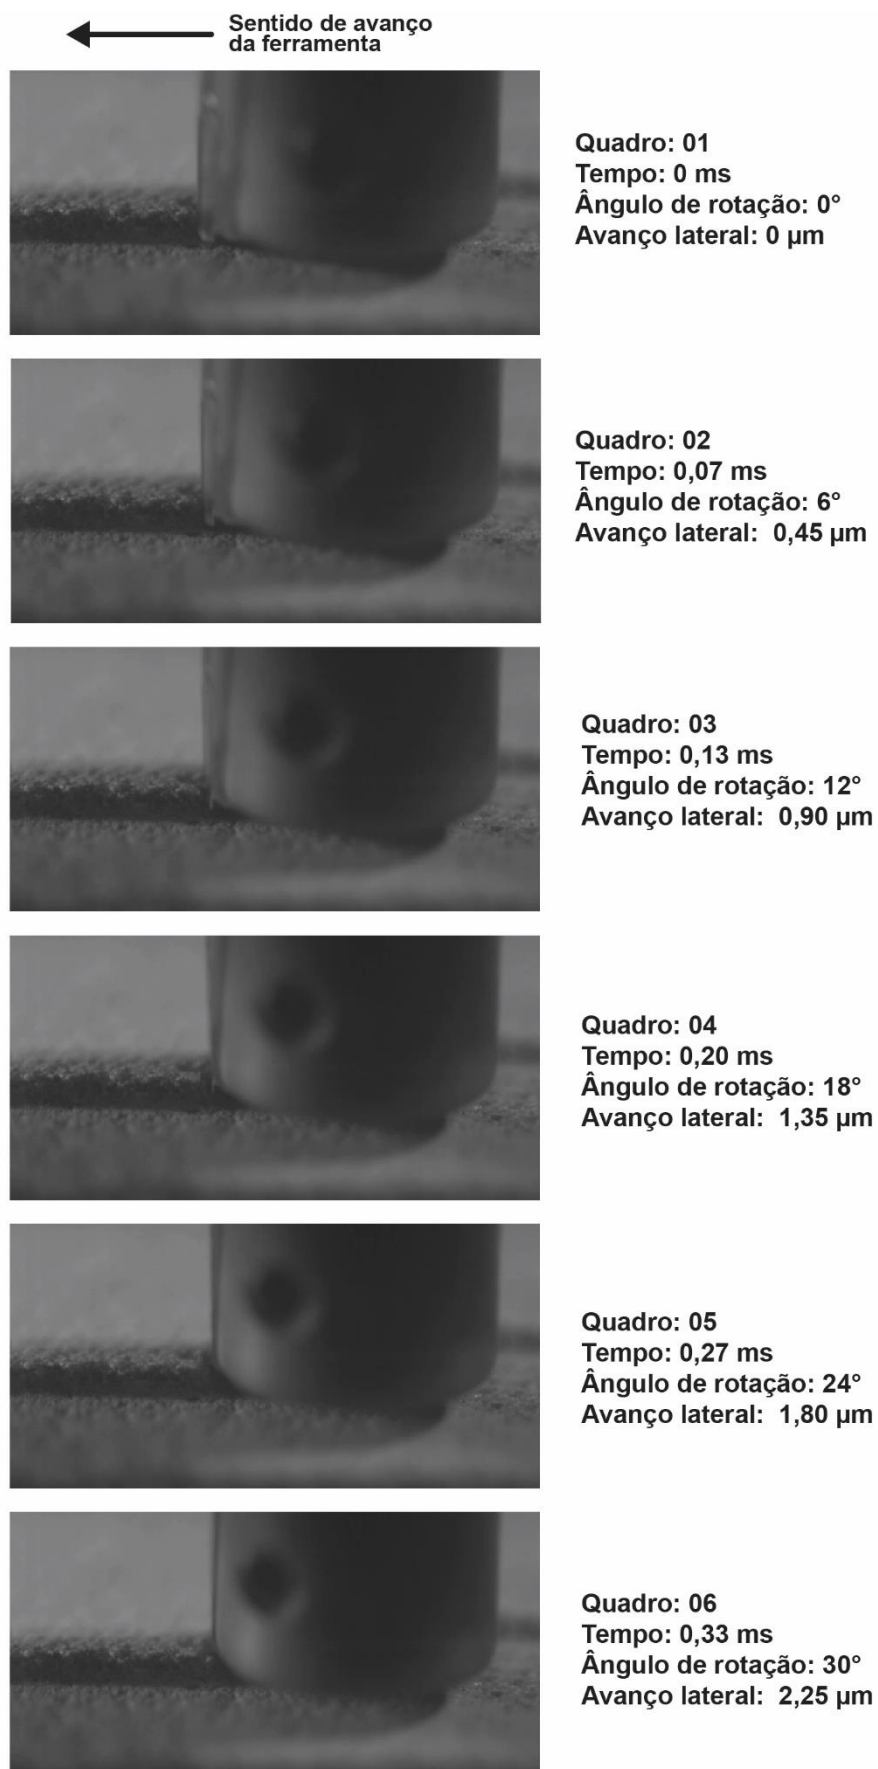 Sentido de avanço
da ferramenta
Quadro: 01
Tempo: 0 ms
Ângulo de rotação: 0°
Avanço lateral: 0 µm
Quadro: 02
Tempo: 0,07 ms
Ângulo de rotação: 6°
Avanço lateral: 0,45 µm
Quadro: 03
Tempo: 0,13 ms
Ângulo de rotação: 12°
Avanço lateral: 0,90 µm
Quadro: 04
Tempo: 0,20 ms
Ângulo de rotação: 18°
Avanço lateral: 1,35 µm
Quadro: 05
Tempo: 0,27 ms
Ângulo de rotação: 24°
Avanço lateral: 1,80 µm
Quadro: 06
Tempo: 0,33 ms
Ângulo de rotação: 30°
Avanço lateral: 2,25 µm